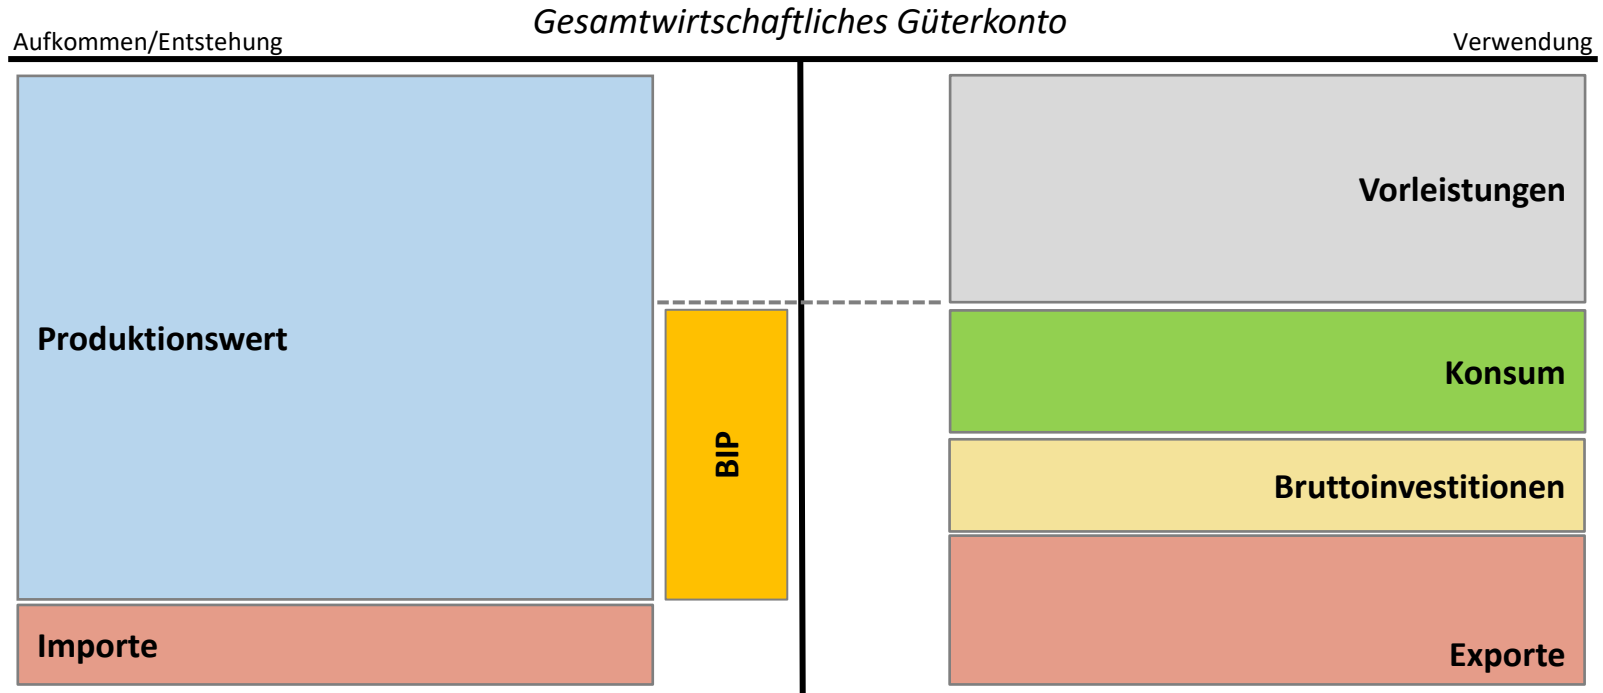 Gesamtwirtschaftliches Güterkonto
Aufkommen/Entstehung
Verwendung
Produktionswert
Importe
BIP
Vorleistungen
Konsum
Bruttoinvestitionen
Exporte